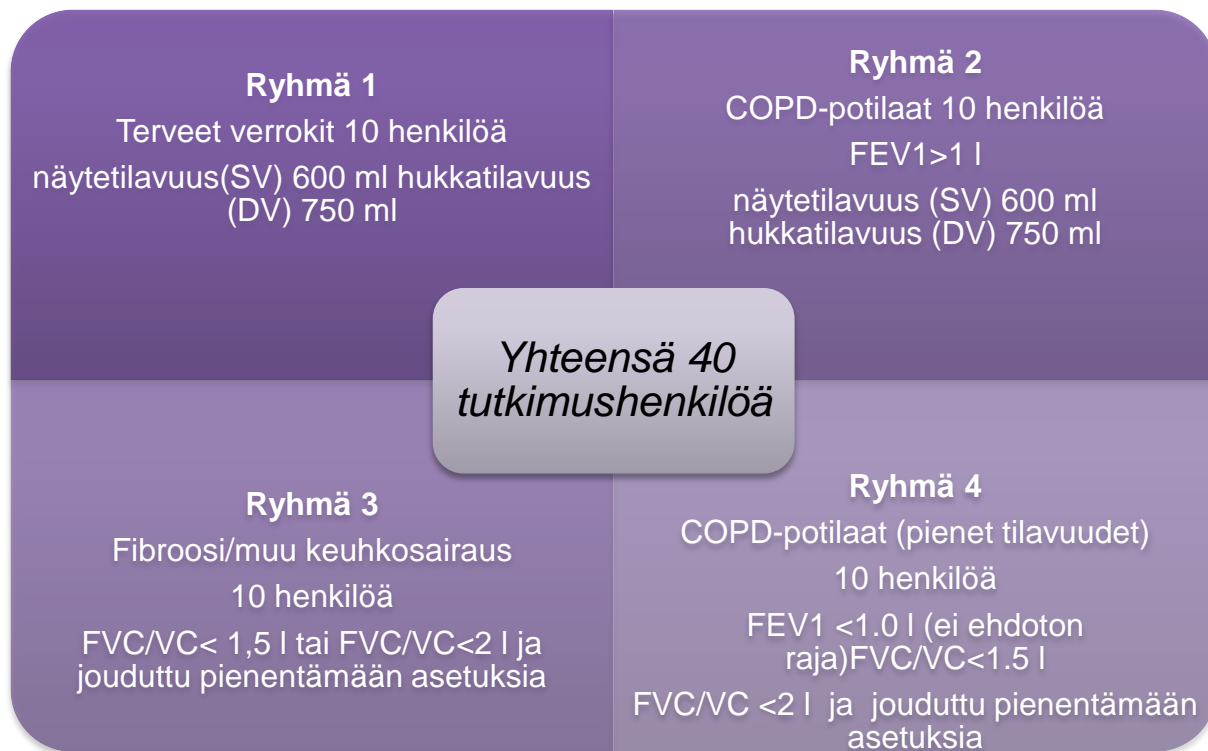 Ryhmä 1
Terveet verrokit 10 henkilöä
näytetilavuus(SV) 600 ml hukkatilavuus
(DV) 750 ml
Ryhmä 2
COPD-potilaat 10 henkilöä
FEV1>1 l
näytetilavuus (SV) 600 ml
hukkatilavuus (DV) 750 ml
Yhteensä 40
tutkimushenkilöä
Ryhmä 3
Fibroosi/muu keuhkosairaus
10 henkilöä
FVC/VC< 1,5 l tai FVC/VC<2 l ja
jouduttu pienentämään asetuksia
Ryhmä 4
COPD-potilaat (pienet tilavuudet)
10 henkilöä
FEV1 <1.0 l (ei ehdoton
raja)FVC/VC<1.5 l
FVC/VC <2 l ja jouduttu pienentämään
asetuksia